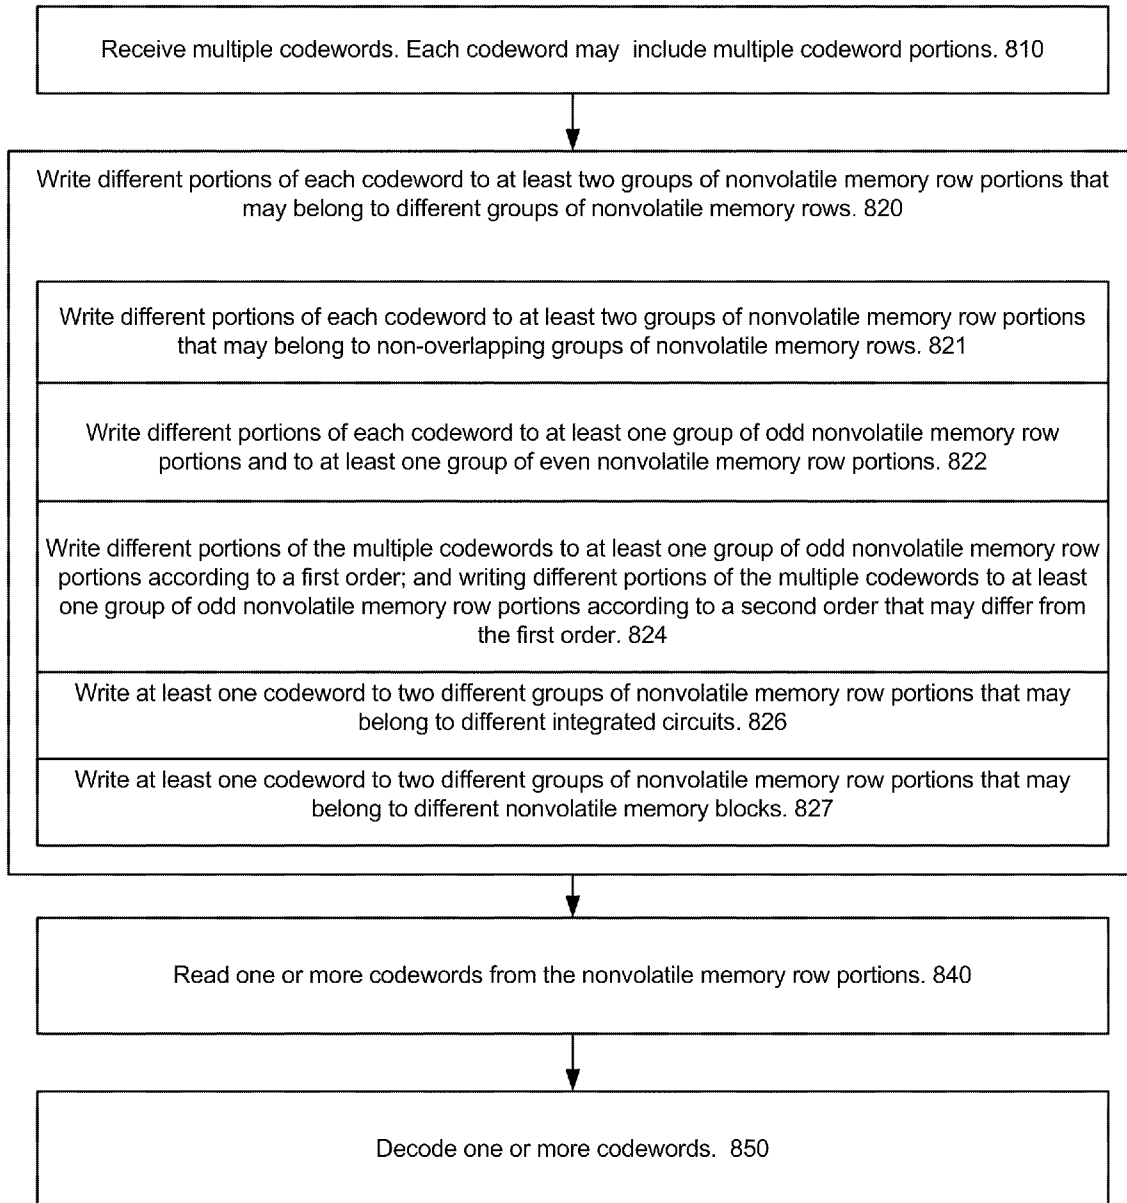 Receive multiple codewords. Each codeword may include multiple codeword portions. 810
Write different portions of each codeword to at least two groups of nonvolatile memory row portions that
may belong to different groups of nonvolatile memory rows. 820
Write different portions of each codeword to at least two groups of nonvolatile memory row portions
that may belong to non-overlapping groups of nonvolatile memory rows. 821
Write different portions of each codeword to at least one group of odd nonvolatile memory row
portions and to at least one group of even nonvolatile memory row portions. 822
Write different portions of the multiple codewords to at least one group of odd nonvolatile memory row
portions according to a first order; and writing different portions of the multiple codewords to at least
one group of odd nonvolatile memory row portions according to a second order that may differ from
the first order. 824
Write at least one codeword to two different groups of nonvolatile memory row portions that may
belong to different integrated circuits. 826
Write at least one codeword to two different groups of nonvolatile memory row portions that may
belong to different nonvolatile memory blocks. 827
Read one or more codewords from the nonvolatile memory row portions. 840
Decode one or more codewords. 850